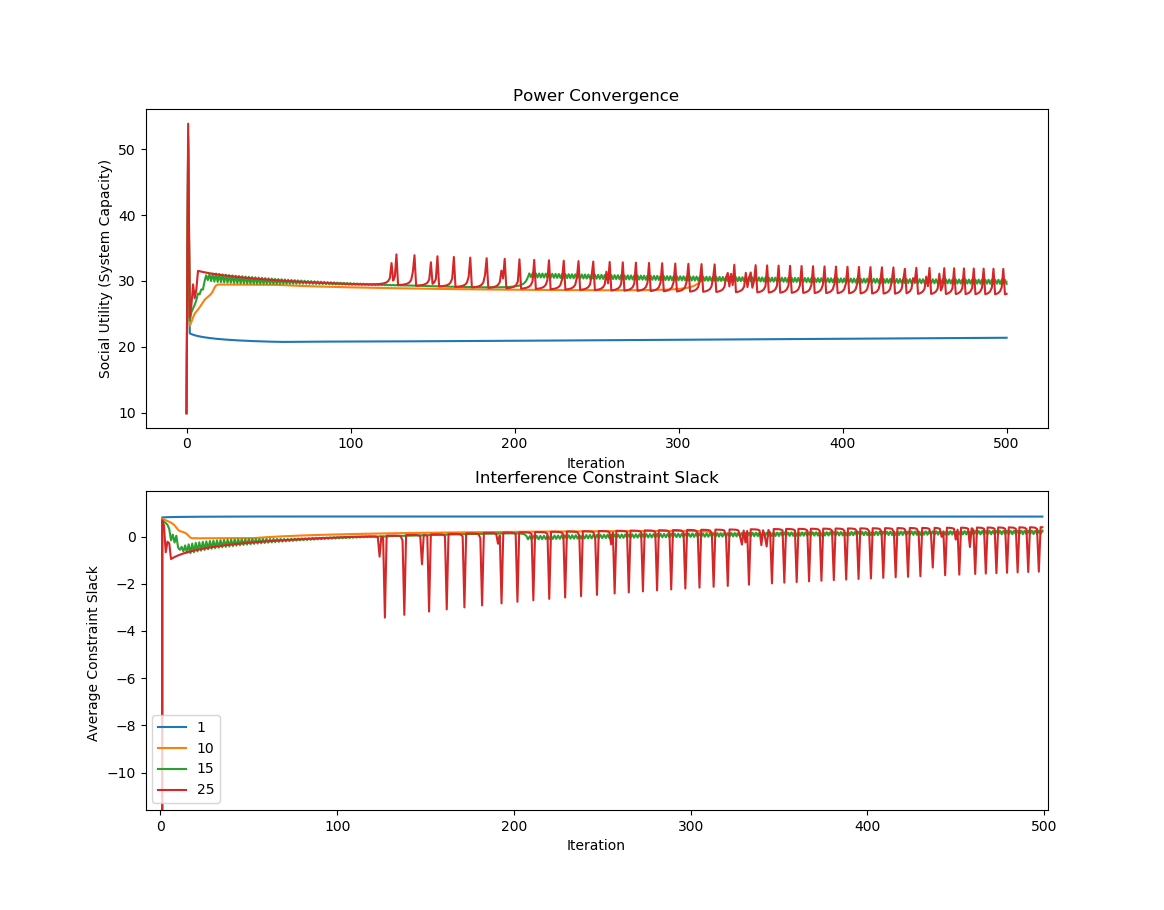 Power Convergence
Social Utility (System Capacity)
50
40
30
20
10
0 100 200 300 400 500
Iteration
Interference Constraint Slack
Average Constraint Slack
0
−2
−4
−6
−8
−10
1
10
15
25
0 100 200 300 400 500
Iteration